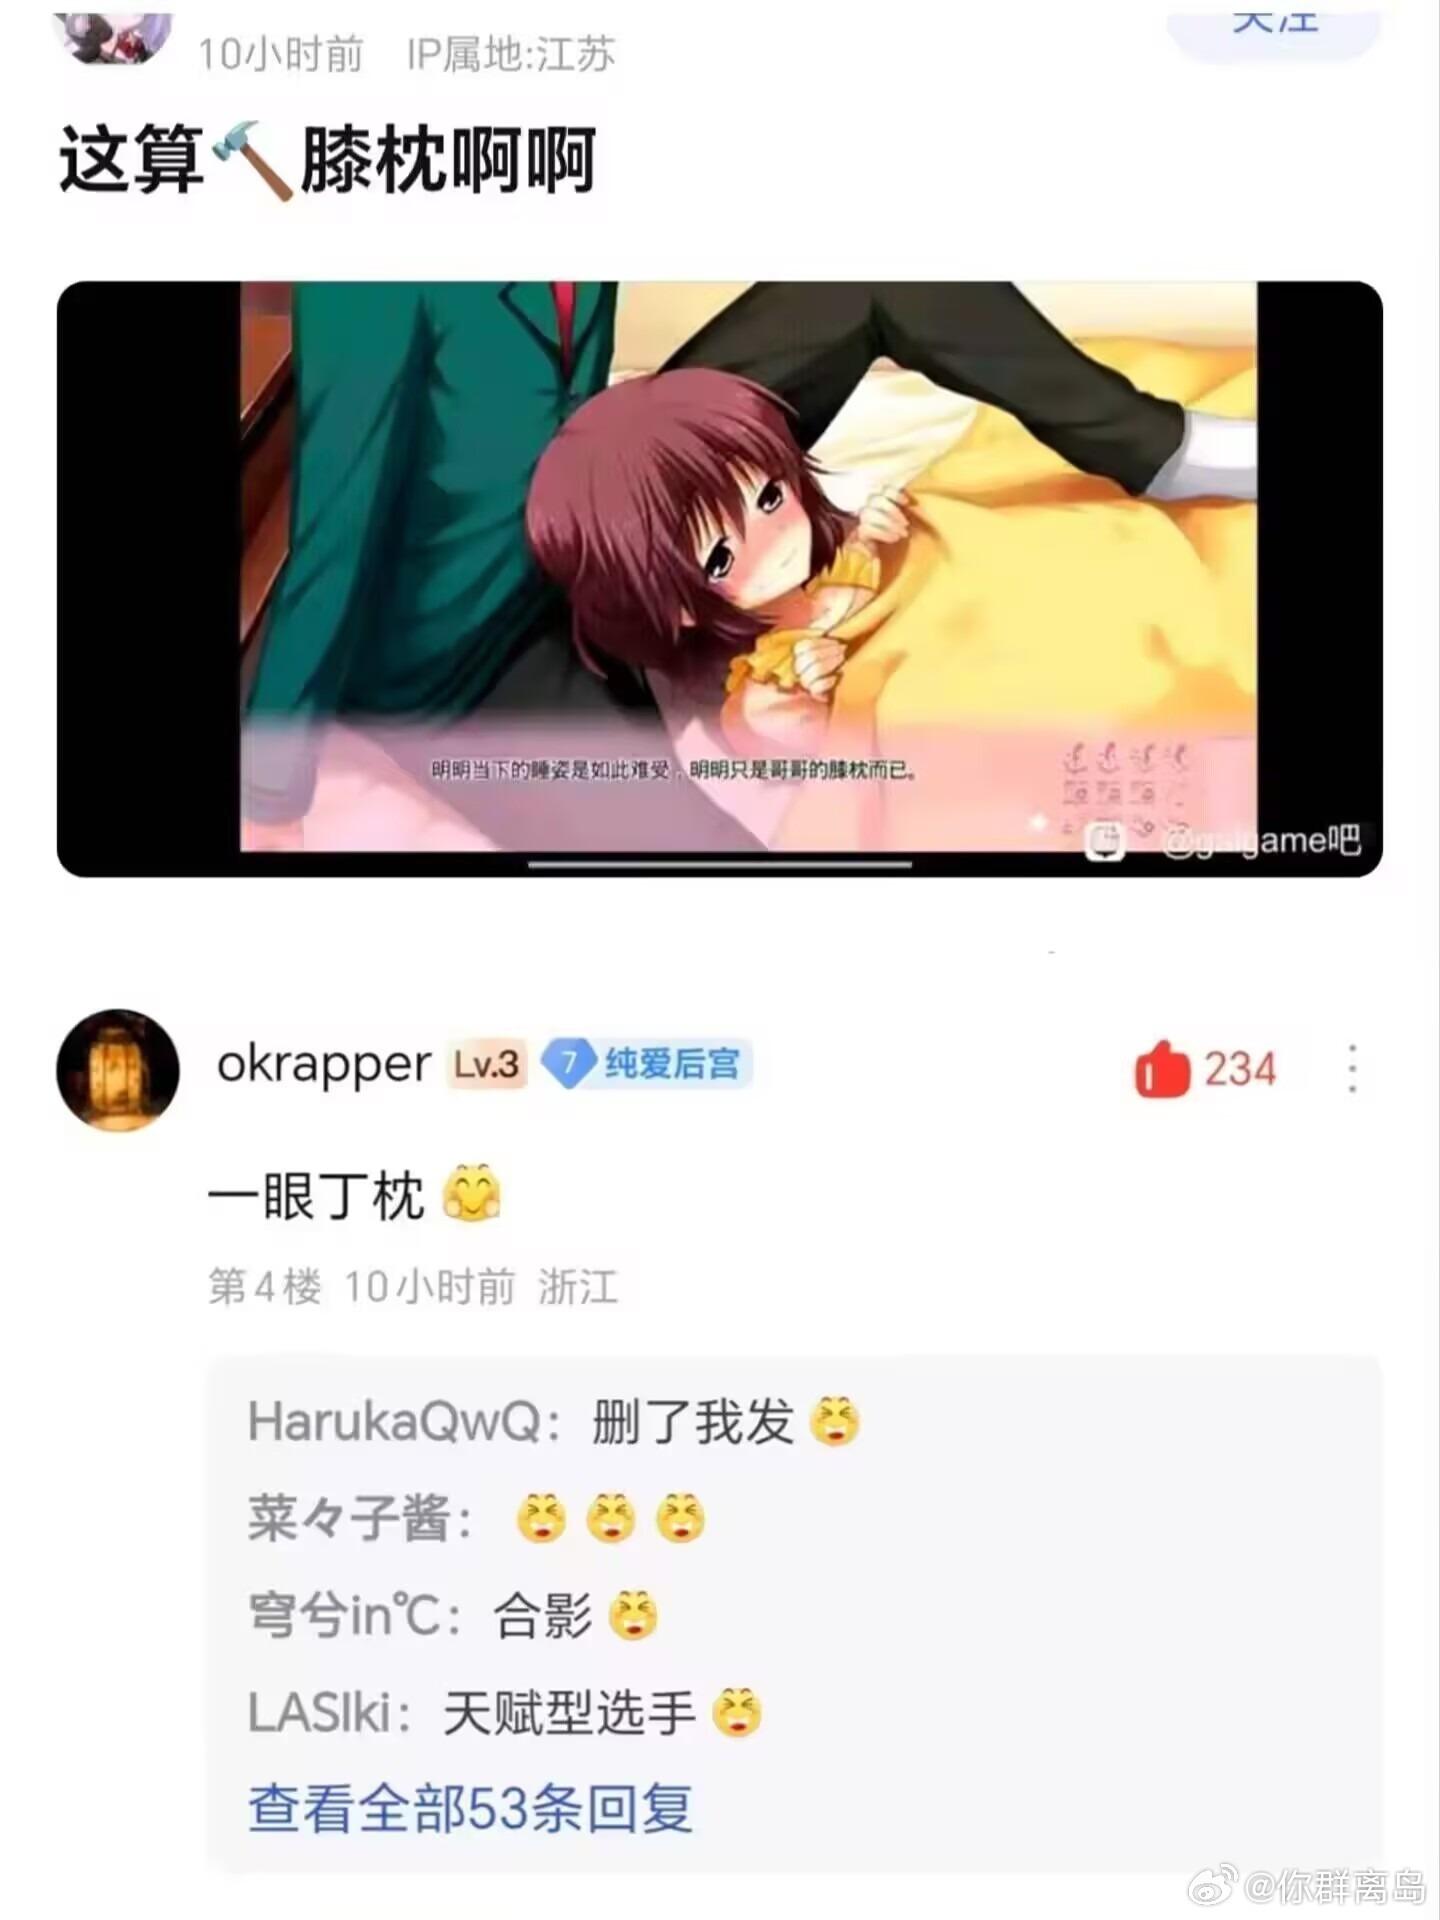 10小时前 IP属地:江苏
关注
这算🔨膝枕啊啊
明明当下的睡姿是如此难受，明明只是哥哥的膝枕而已。
@galgame吧
okrapper Lv.3 7 纯爱后宫 234
一眼丁枕🤗
第4楼 10小时前 浙江
HarukaQwQ：删了我发😆
菜々子酱：😆😆😆
穹兮in℃：合影😆
LASIki：天赋型选手😆
查看全部53条回复
@你群离岛